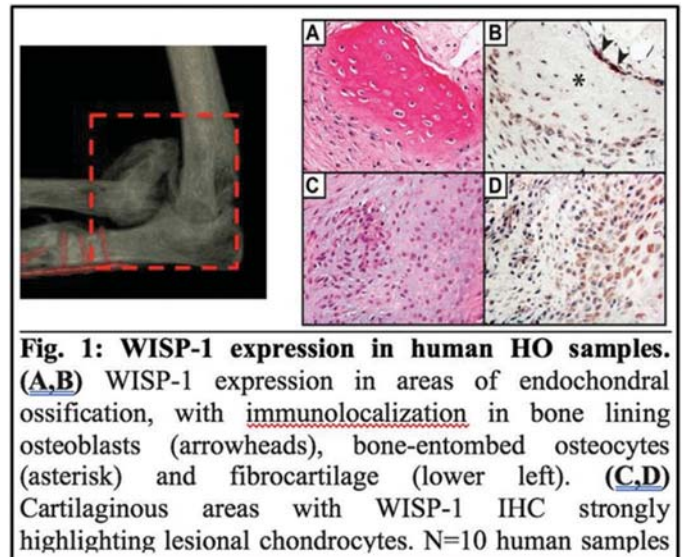 A
B
*
C
D
Fig. 1: WISP-1 expression in human HO samples.
(A,B) WISP-1 expression in areas of endochondral
ossification, with immunolocalization in bone lining
osteoblasts (arrowheads), bone-entombed osteocytes
(asterisk) and fibrocartilage (lower left). (C,D)
Cartilaginous areas with WISP-1 IHC strongly
highlighting lesional chondrocytes. N=10 human samples